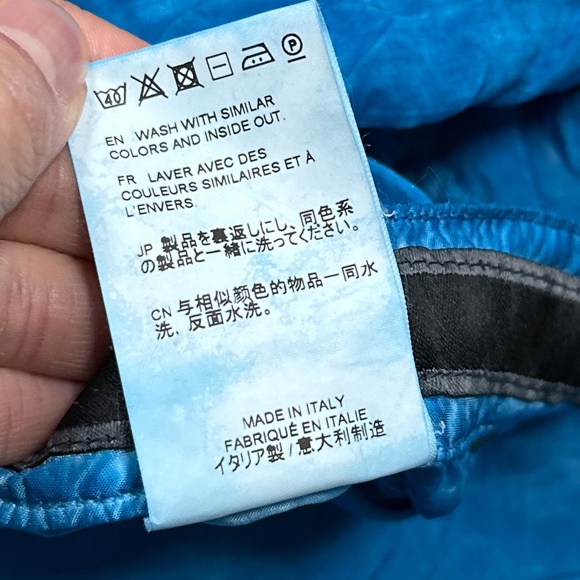 40 P
EN WASH WITH SIMILAR
COLORS AND INSIDE OUT.
FR LAVER AVEC DES
COULEURS SIMILAIRES ET À
L'ENVERS.
JP 製品を裏返しにし、同色系
の製品と一緒に洗ってください。
CN 与相似颜色的物品一同水
洗, 反面水洗。
MADE IN ITALY
FABRIQUÉ EN ITALIE
イタリア製 / 意大利制造